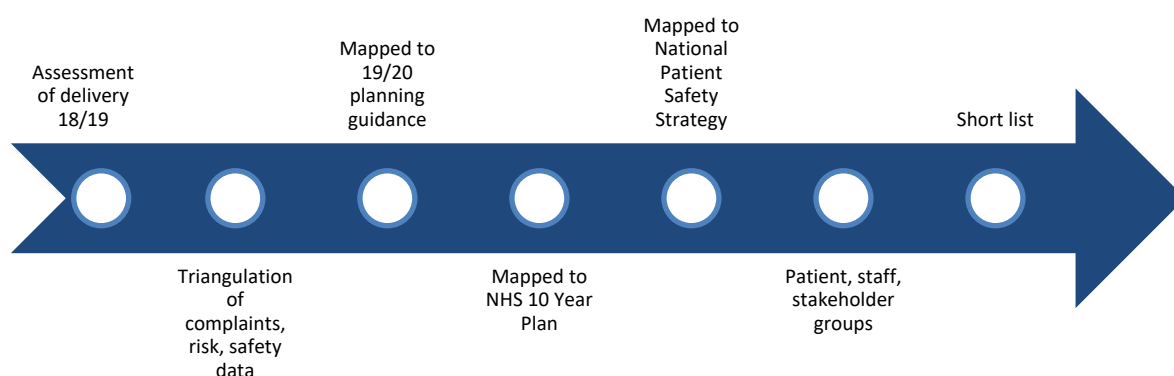 Assessment
of delivery
18/19
Triangulation
of
complaints,
risk, safety
data
Mapped to
19/20
planning
guidance
Mapped to
NHS 10 Year
Plan
Mapped to
National
Patient
Safety
Strategy
Patient, staff,
stakeholder
groups
Short list